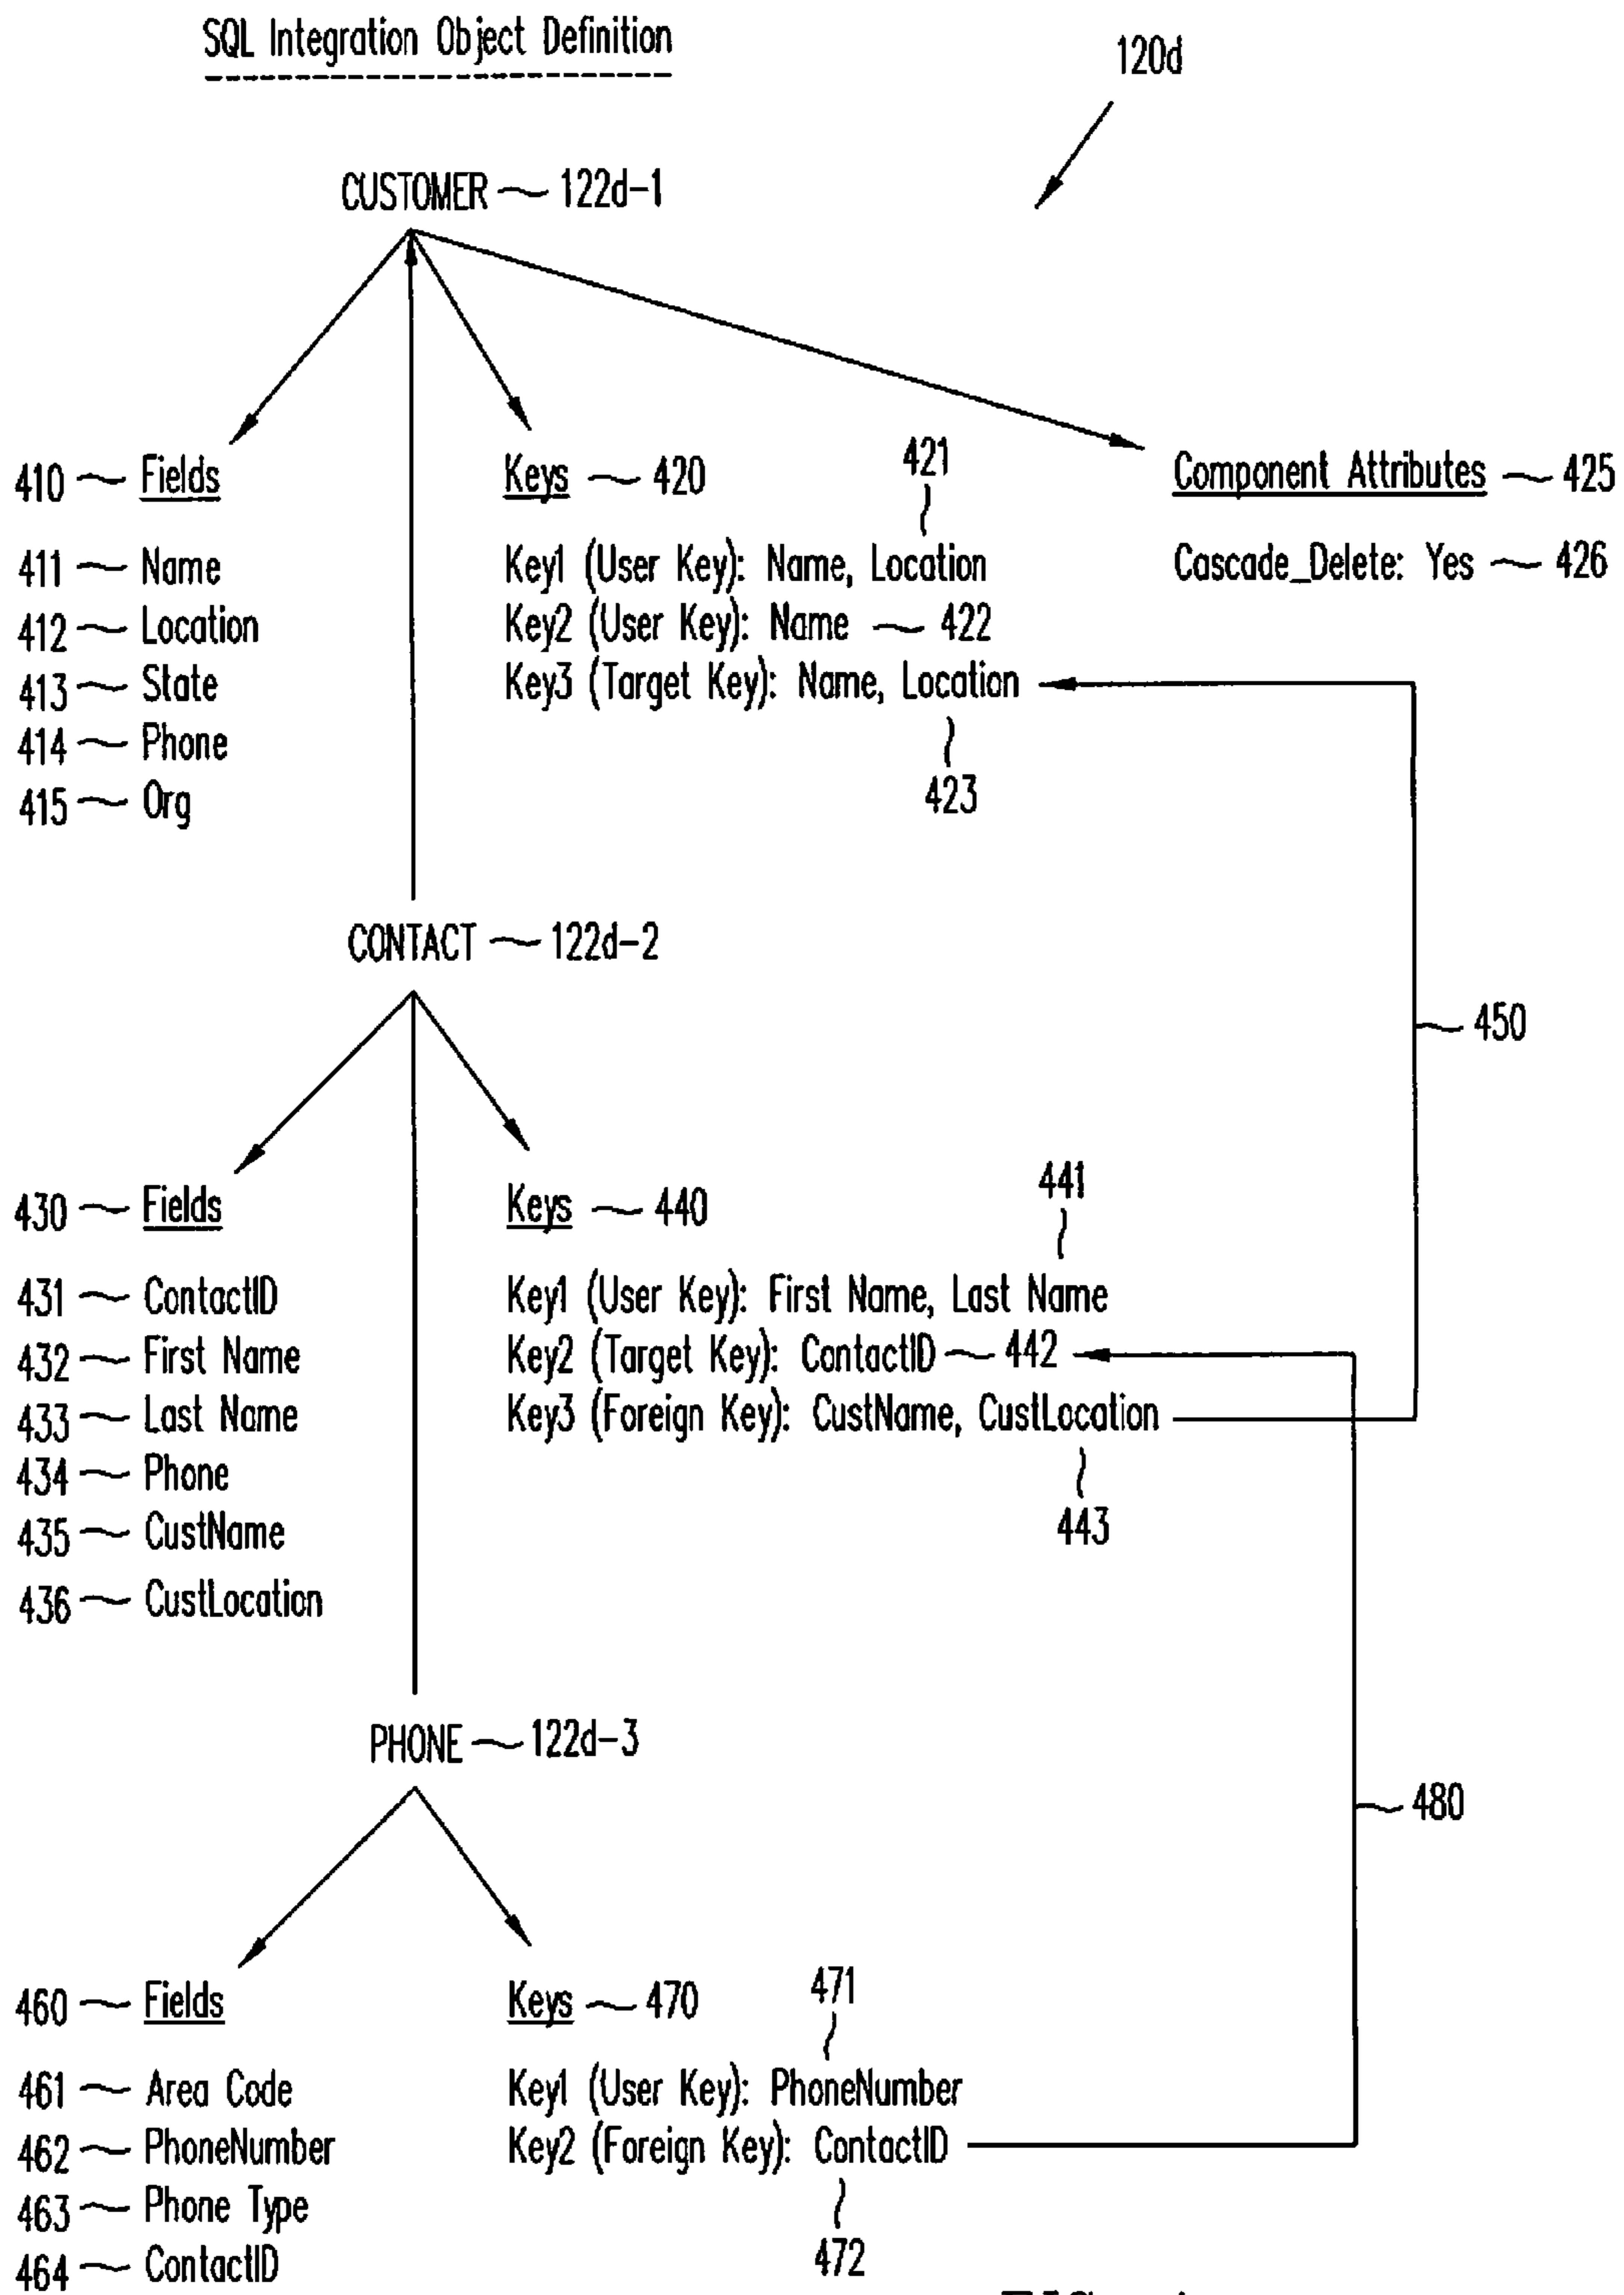 SQL Integration Object Definition
120d
CUSTOMER 122d-1
410 Fields
411 Name
412 Location
413 State
414 Phone
415 Org
Keys 420
421
Key1 (User Key): Name, Location
Key2 (User Key): Name 422
Key3 (Target Key): Name, Location
423
Component Attributes 425
Cascade_Delete: Yes 426
CONTACT 122d-2
450
430 Fields
431 ContactID
432 First Name
433 Last Name
434 Phone
435 CustName
436 CustLocation
Keys 440
441
Key1 (User Key): First Name, Last Name
Key2 (Target Key): ContactID 442
Key3 (Foreign Key): CustName, CustLocation
443
PHONE 122d-3
480
460 Fields
461 Area Code
462 PhoneNumber
463 Phone Type
464 ContactID
Keys 470
471
Key1 (User Key): PhoneNumber
Key2 (Foreign Key): ContactID
472